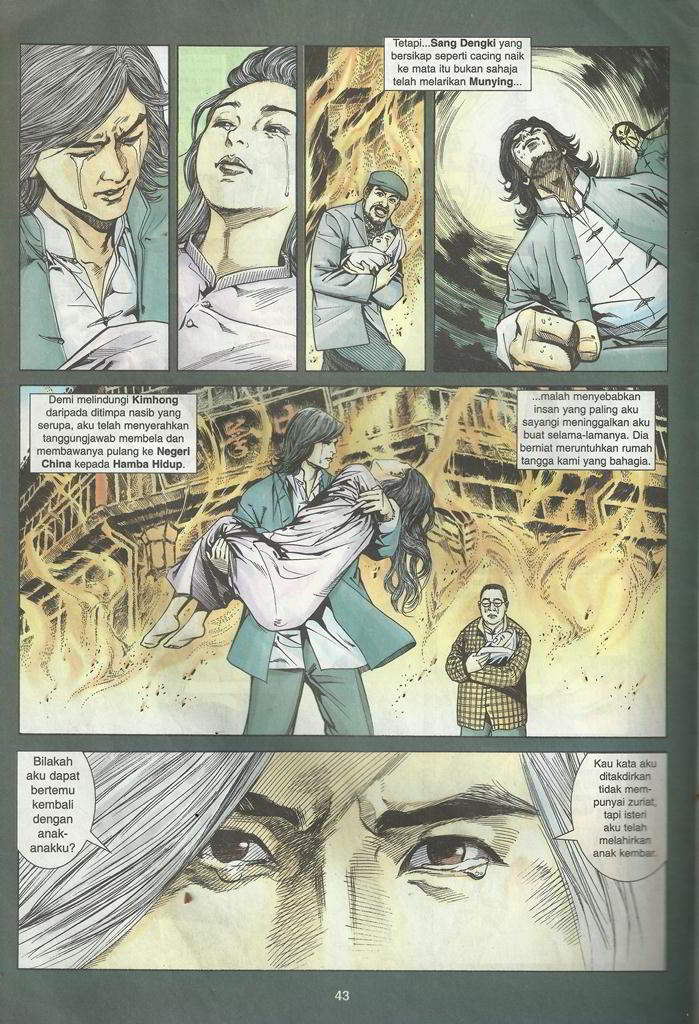 Tetapi...Sang Dengki yang
bersikap seperti cacing naik
ke mata itu bukan sahaja
telah melarikan Munying...
Demi melindungi Kimhong
daripada ditimpa nasib yang
serupa, aku telah menyerahkan
tanggungjawab membela dan
membawanya pulang ke Negeri
China kepada Hamba Hidup.
...malah menyebabkan
insan yang paling aku
sayangi meninggalkan aku
buat selama-lamanya. Dia
berniat meruntuhkan rumah
tangga kami yang bahagia.
Bilakah
aku dapat
bertemu
kembali
dengan
anak-
anakku?
Kau kata aku
ditakdirkan
tidak mem-
punyai zuriat,
tapi isteri
aku telah
melahirkan
anak kembar.
43